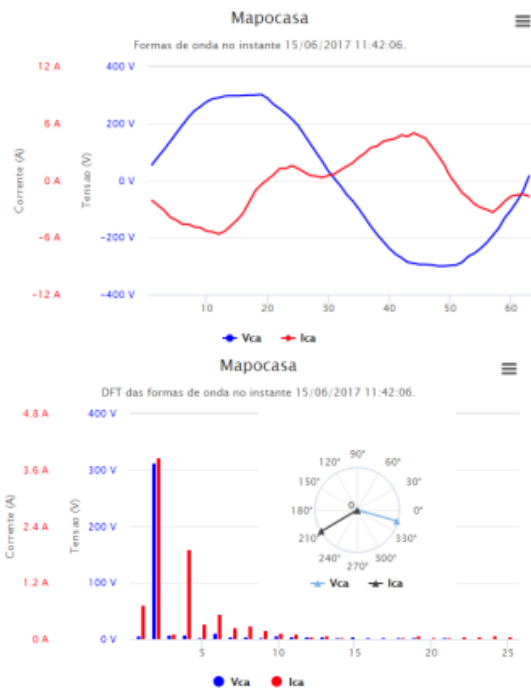 Mapocasa
Formas de onda no instante 15/06/2017 11:42:06.
12 A 400 V
6 A 200 V
0 A 0 V
-6 A -200 V
-12 A -400 V
Corrente (A)
Tensao (V)
10 20 30 40 50 60
Vca Ica
Mapocasa
DFT das formas de onda no instante 15/06/2017 11:42:06.
4.8 A 400 V
3.6 A 300 V
2.4 A 200 V
1.2 A 100 V
0 A 0 V
Corrente (A)
Tensao (V)
90°
120° 60°
150° 30°
180° 0 0°
210° 330°
240° 300°
270°
Vca Ica
5 10 15 20 25
Vca Ica